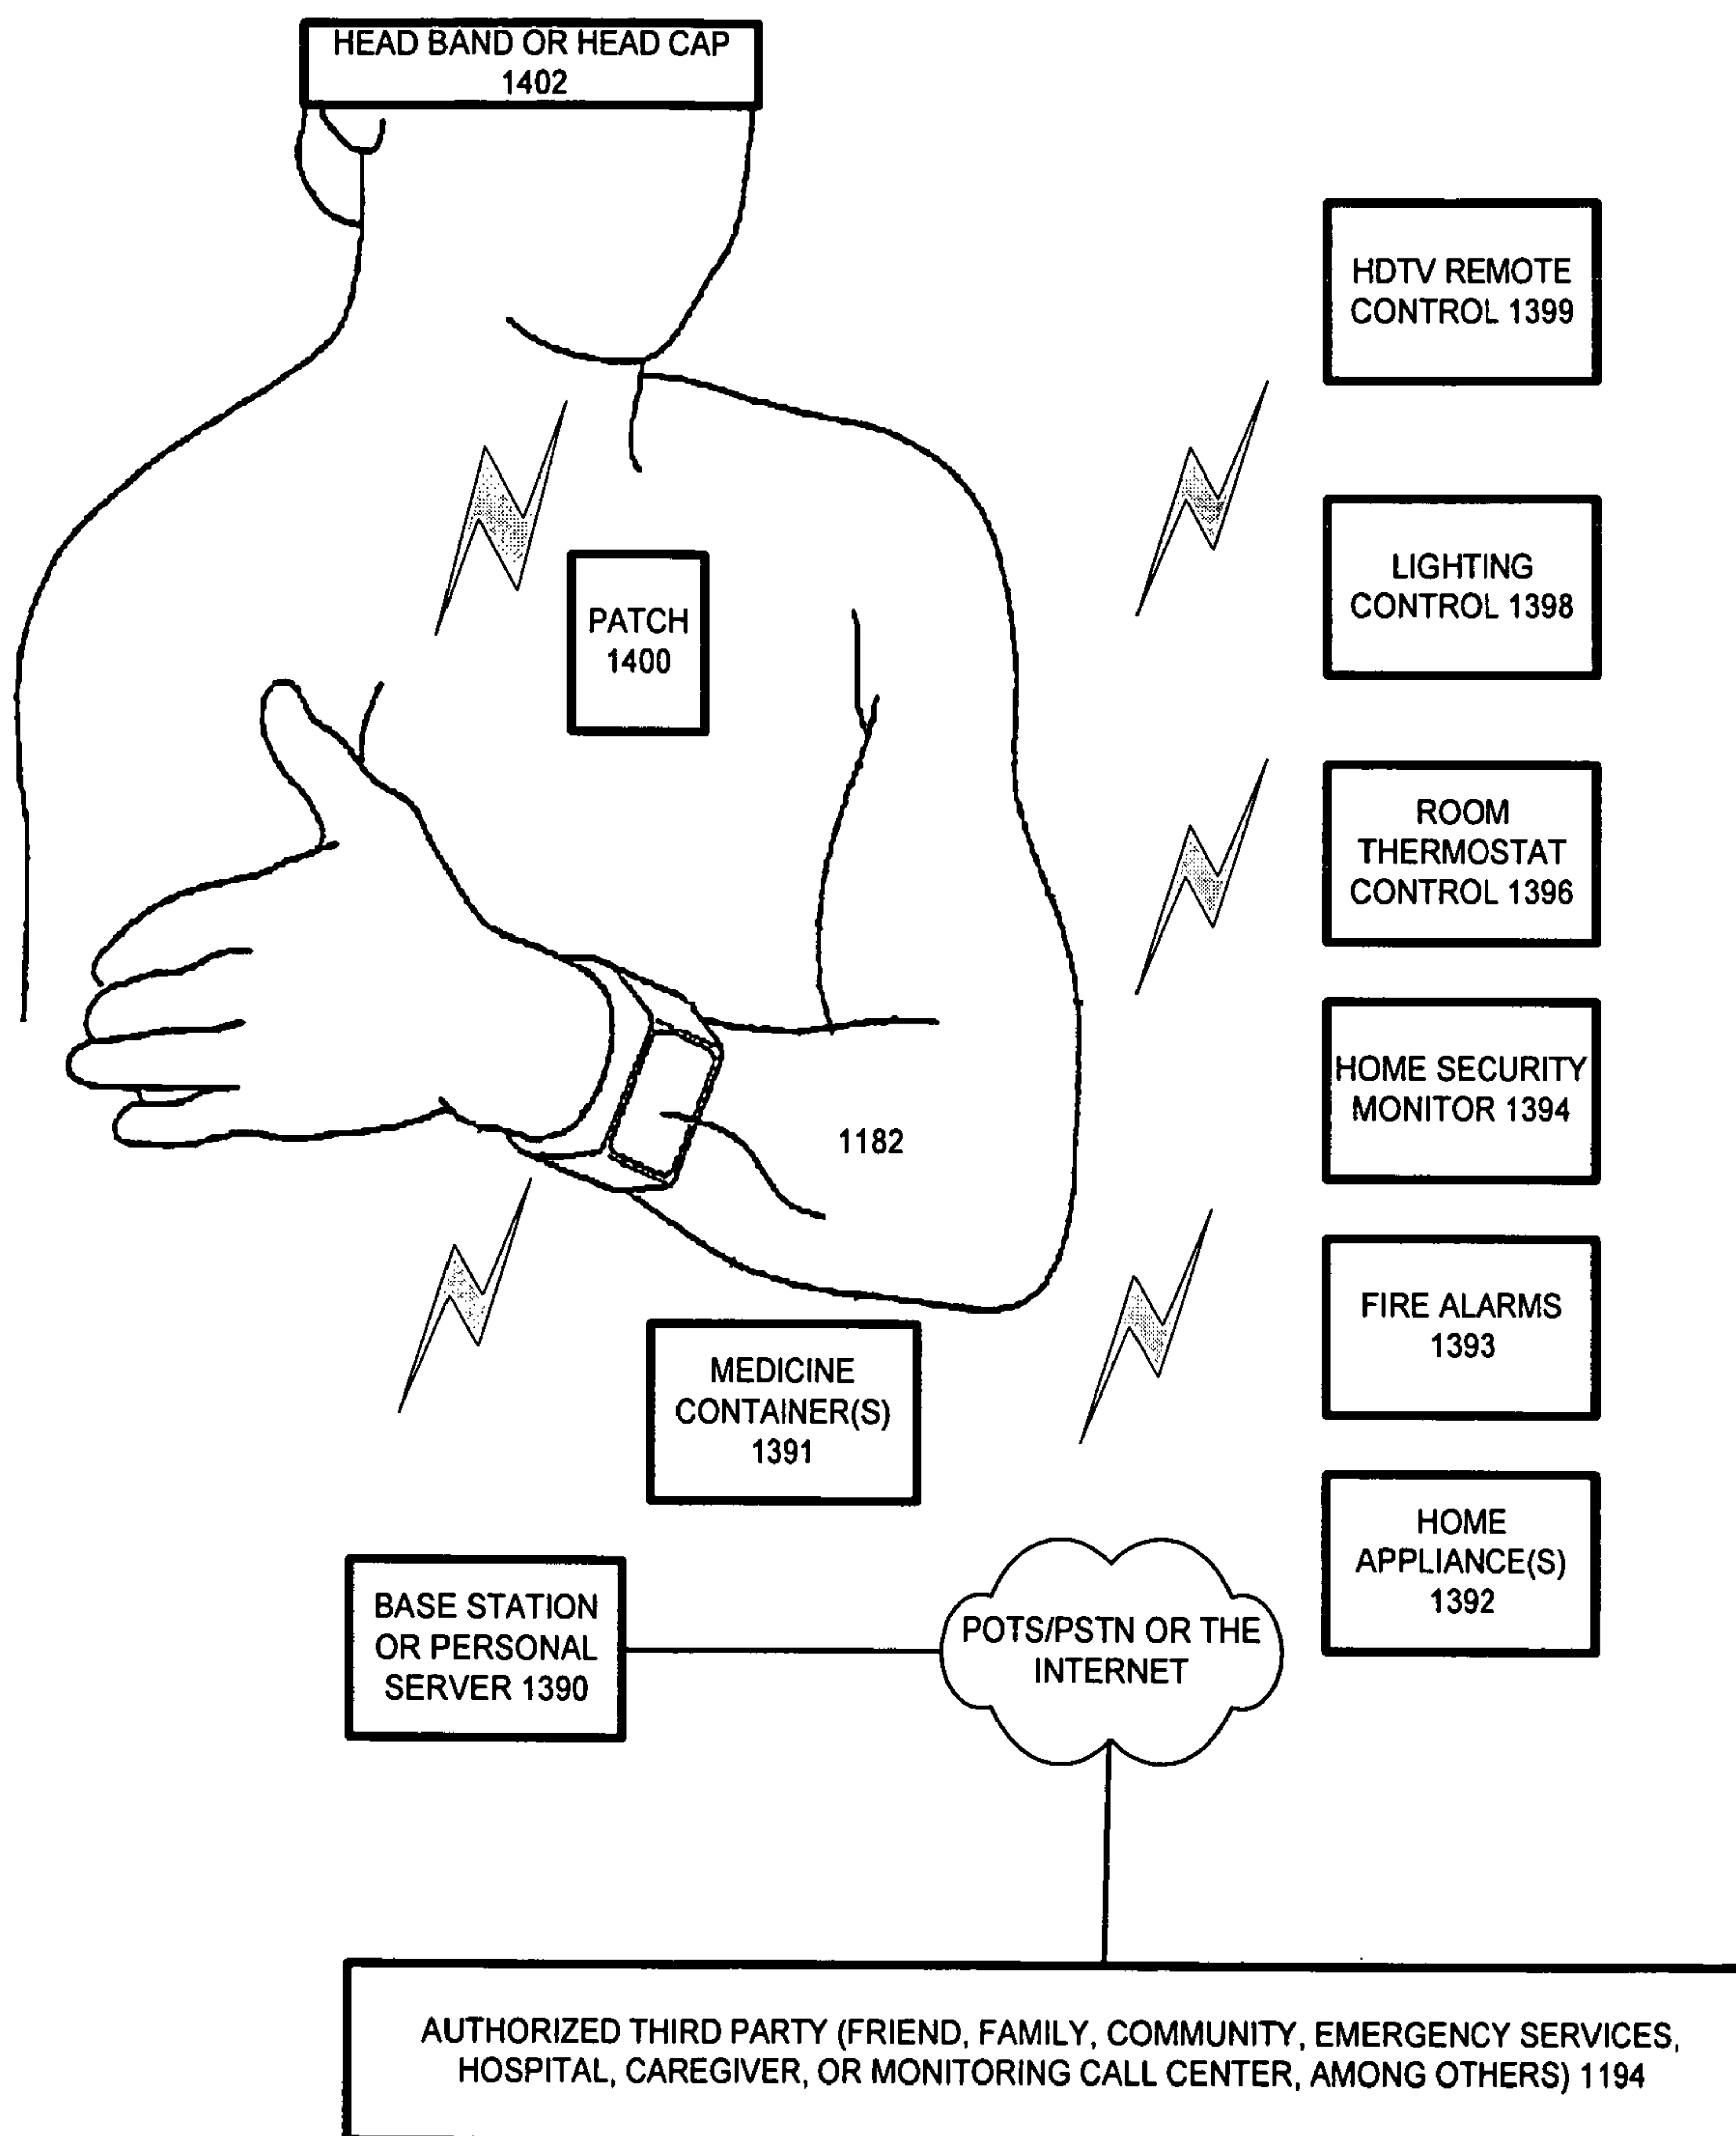 HEAD BAND OR HEAD CAP
1402
HDTV REMOTE
CONTROL 1399
LIGHTING
CONTROL 1398
PATCH
1400
ROOM
THERMOSTAT
CONTROL 1396
HOME SECURITY
MONITOR 1394
1182
FIRE ALARMS
1393
MEDICINE
CONTAINER(S)
1391
HOME
APPLIANCE(S)
1392
BASE STATION
OR PERSONAL
SERVER 1390
POTS/PSTN OR THE
INTERNET
AUTHORIZED THIRD PARTY (FRIEND, FAMILY, COMMUNITY, EMERGENCY SERVICES,
HOSPITAL, CAREGIVER, OR MONITORING CALL CENTER, AMONG OTHERS) 1194